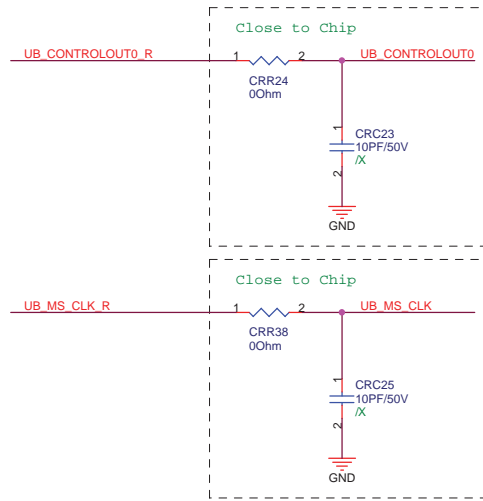 Close to Chip
UB_CONTROLOUT0_R
1
2
UB_CONTROLOUT0
CRR24
0Ohm
1
CRC23
10PF/50V
/X
2
GND
Close to Chip
UB_MS_CLK_R
1
2
UB_MS_CLK
CRR38
0Ohm
1
CRC25
10PF/50V
/X
2
GND